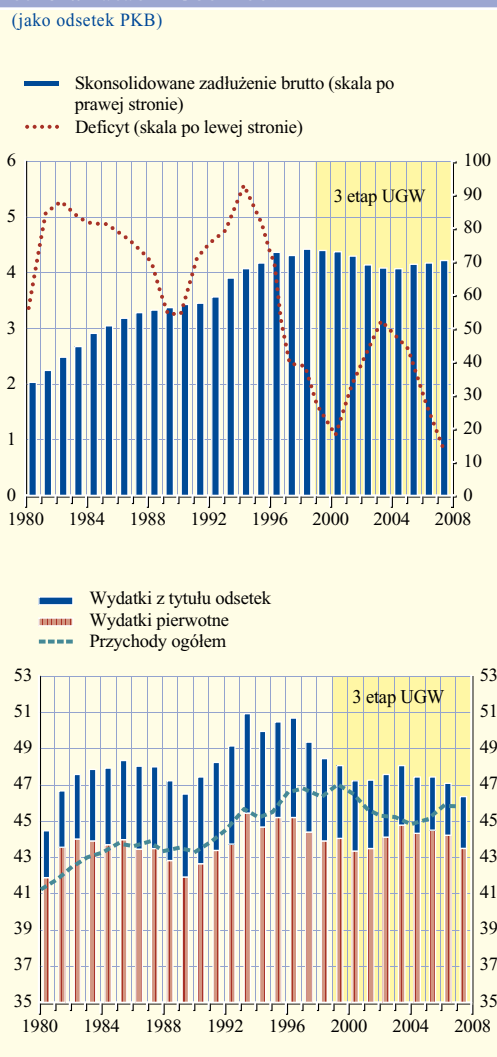 (jako odsetek PKB)
Skonsolidowane zadłużenie brutto (skala po
prawej stronie)
Deficyt (skala po lewej stronie)
6 100
90
3 etap UGW
5 80
70
4
60
3 50
40
2
30
1 20
10
0 0
1980 1984 1988 1992 1996 2000 2004 2008
Wydatki z tytułu odsetek
Wydatki pierwotne
Przychody ogółem
53 53
3 etap UGW
51 51
49 49
47 47
45 45
43 43
41 41
39 39
37 37
35 35
1980 1984 1988 1992 1996 2000 2004 2008